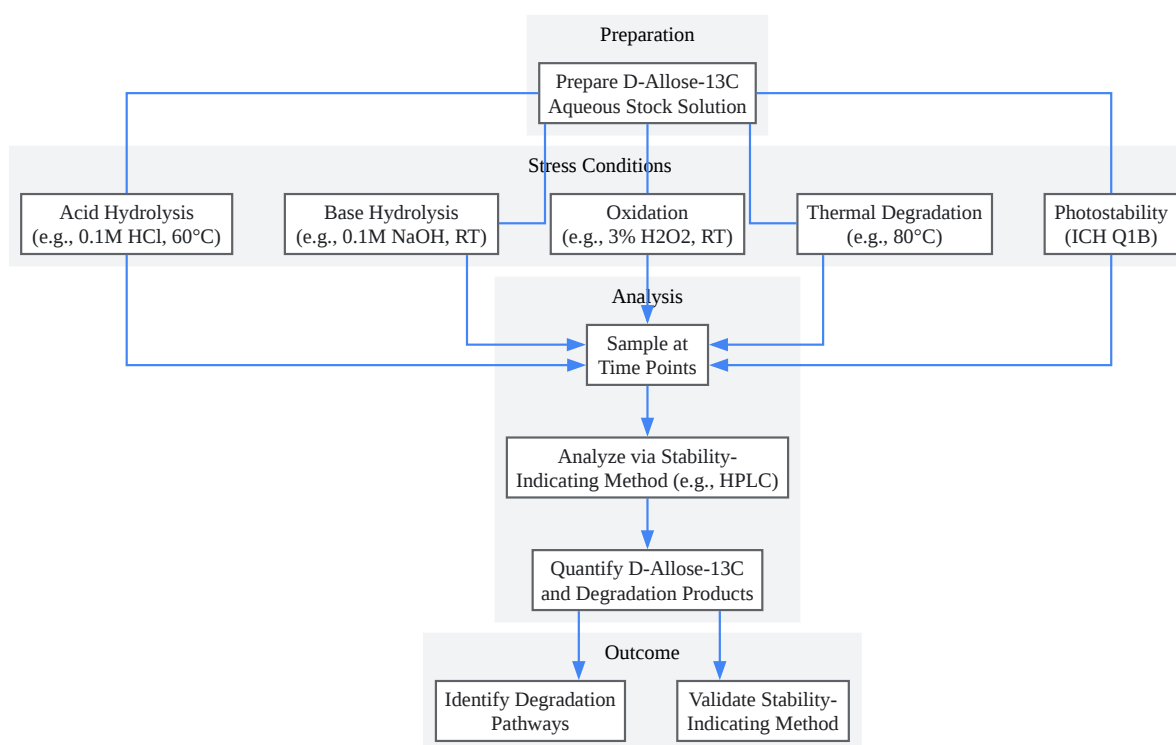 Preparation
Prepare D-Allose-13C
Aqueous Stock Solution
Stress Conditions
Acid Hydrolysis
(e.g., 0.1M HCl, 60°C)
Base Hydrolysis
(e.g., 0.1M NaOH, RT)
Oxidation
(e.g., 3% H2O2, RT)
Thermal Degradation
(e.g., 80°C)
Photostability
(ICH Q1B)
Analysis
Sample at
Time Points
Analyze via Stability-
Indicating Method (e.g., HPLC)
Quantify D-Allose-13C
and Degradation Products
Outcome
Identify Degradation
Pathways
Validate Stability-
Indicating Method